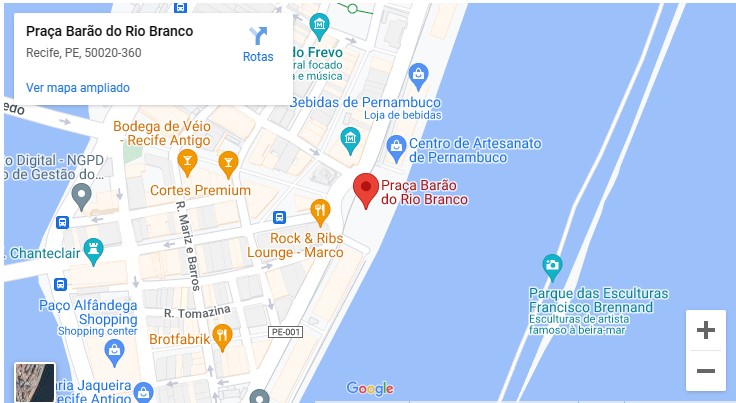 Praça Barão do Rio Branco
Recife, PE, 50020-360
Rotas
Ver mapa ampliado
do Frevo
ral focado
a e música
Bebidas de Pernambuco
Loja de bebidas
edo
Bodega de Véio
- Recife Antigo
Centro de Artesanato
de Pernambuco
o Digital - NGPD
o de Gestão do...
Cortes Premium
Praça Barão
do Rio Branco
R. Mariz e Barros
Rock & Ribs
Lounge - Marco
. Chanteclair
Parque das Esculturas
Francisco Brennand
Esculturas de artista
famoso à beira-mar
Paço Alfândega
Shopping
Shopping center
R. Tomazina
PE-001
Brotfabrik
aria Jaqueira
Recife Antigo
Google